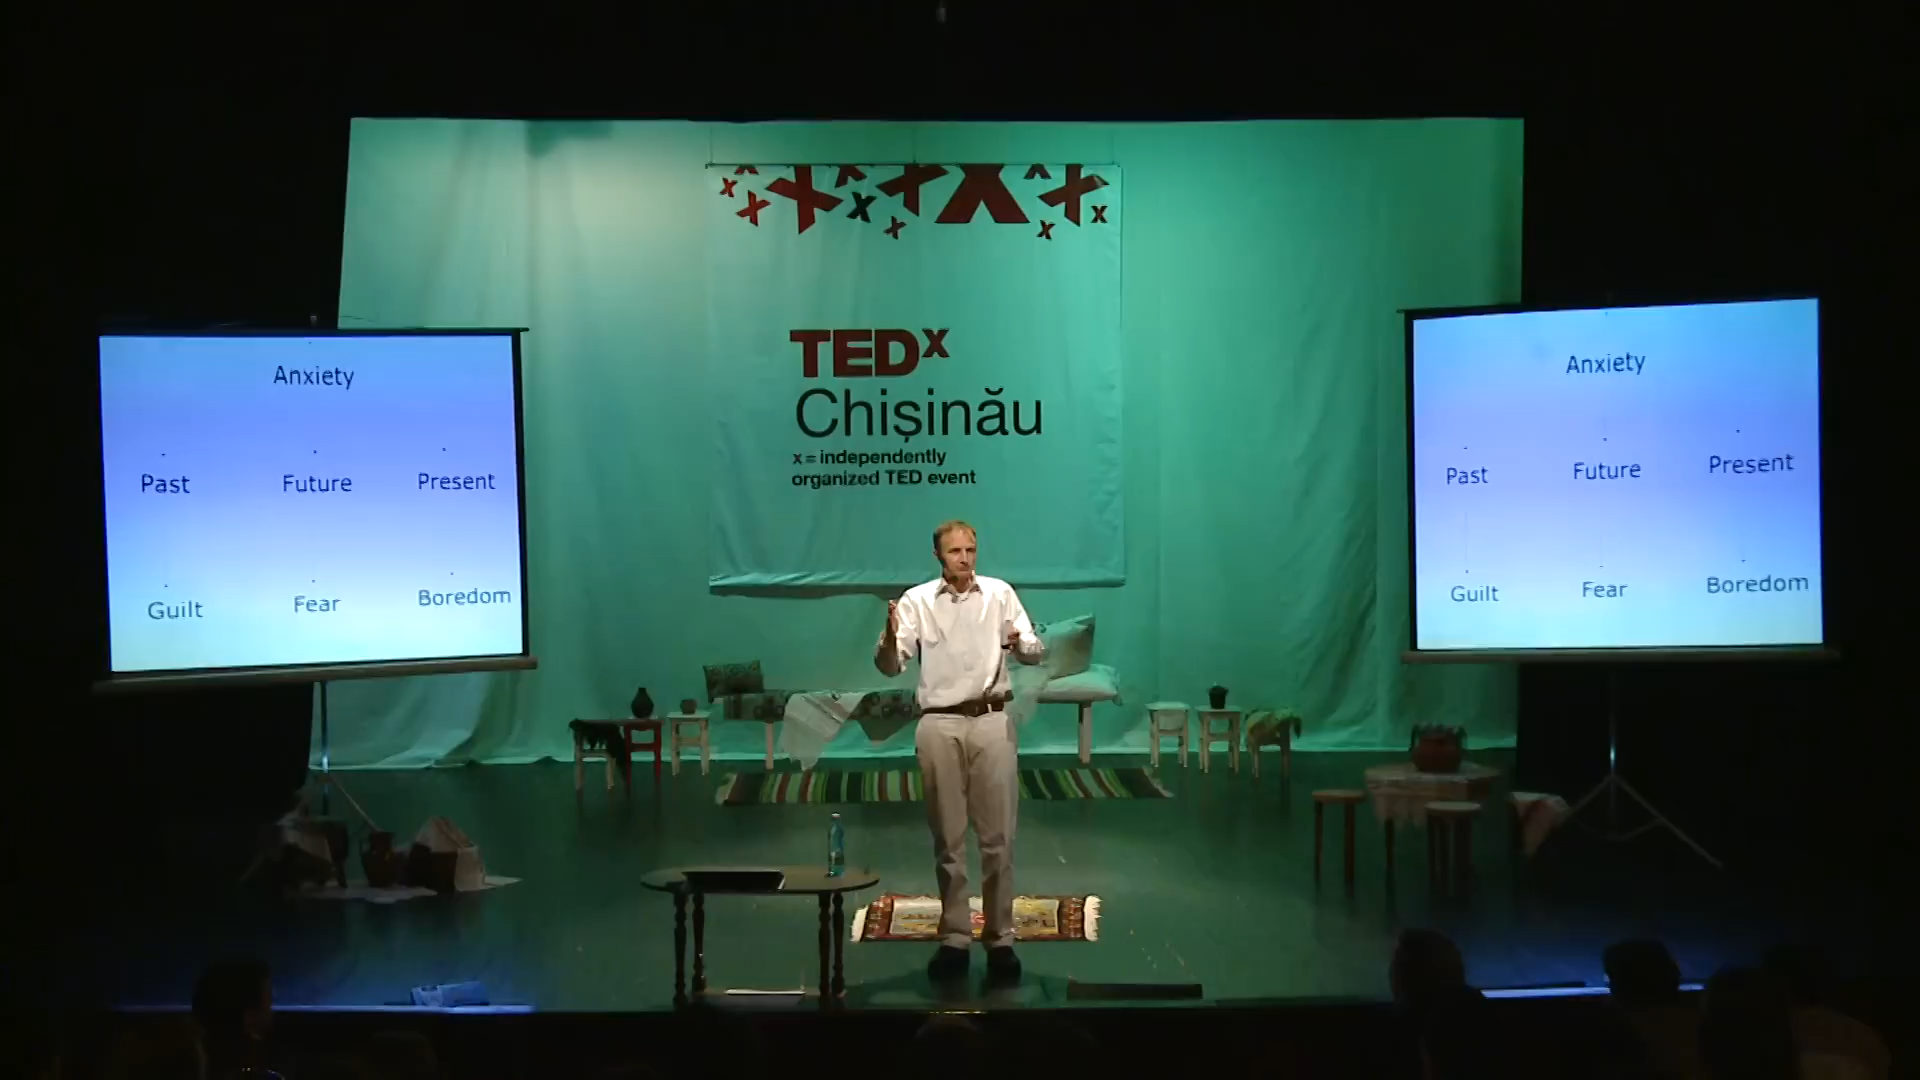 TEDx
Chișinău
x = independently
organized TED event
Anxiety
Past Future Present
Guilt Fear Boredom
Anxiety
Past Future Present
Guilt Fear Boredom